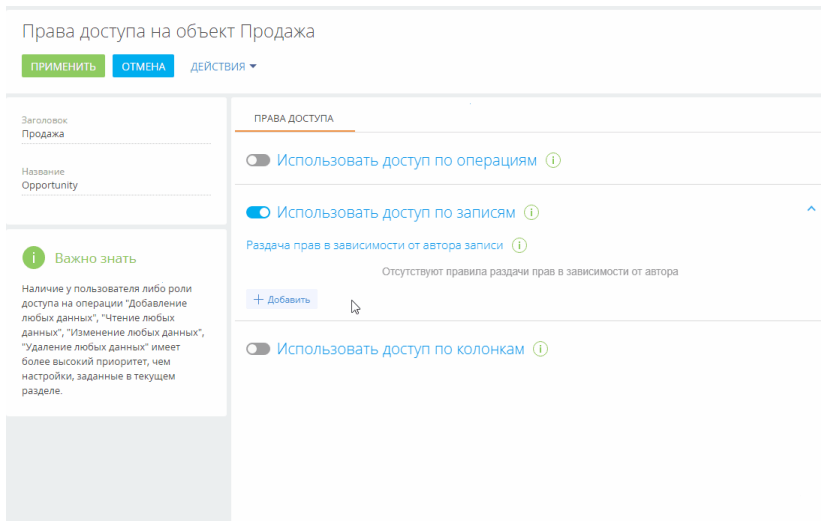 Права доступа на объект Продажа
ПРИМЕНИТЬ
ОТМЕНА
ДЕЙСТВИЯ
Заголовок
Продажа
Название
Opportunity
Важно знать
Наличие у пользователя либо роли
доступа на операции "Добавление
любых данных", "Чтение любых
данных", "Изменение любых данных",
"Удаление любых данных" имеет
более высокий приоритет, чем
настройки, заданные в текущем
разделе.
ПРАВА ДОСТУПА
Использовать доступ по операциям
Использовать доступ по записям
Раздача прав в зависимости от автора записи
Отсутствуют правила раздачи прав в зависимости от автора
+ Добавить
Использовать доступ по колонкам